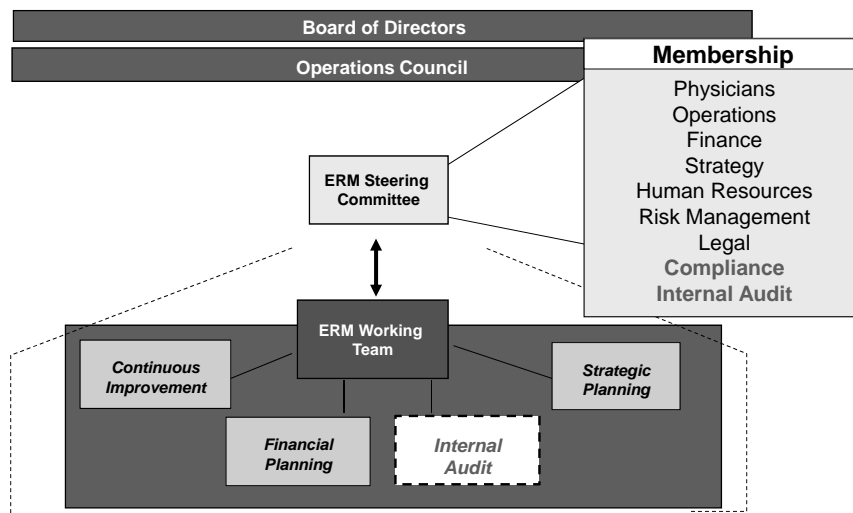 Board of Directors
Operations Council
Membership
Physicians
Operations
Finance
Strategy
Human Resources
Risk Management
Legal
Compliance
Internal Audit
ERM Steering
Committee
ERM Working
Team
Continuous
Improvement
Strategic
Planning
Financial
Planning
Internal
Audit